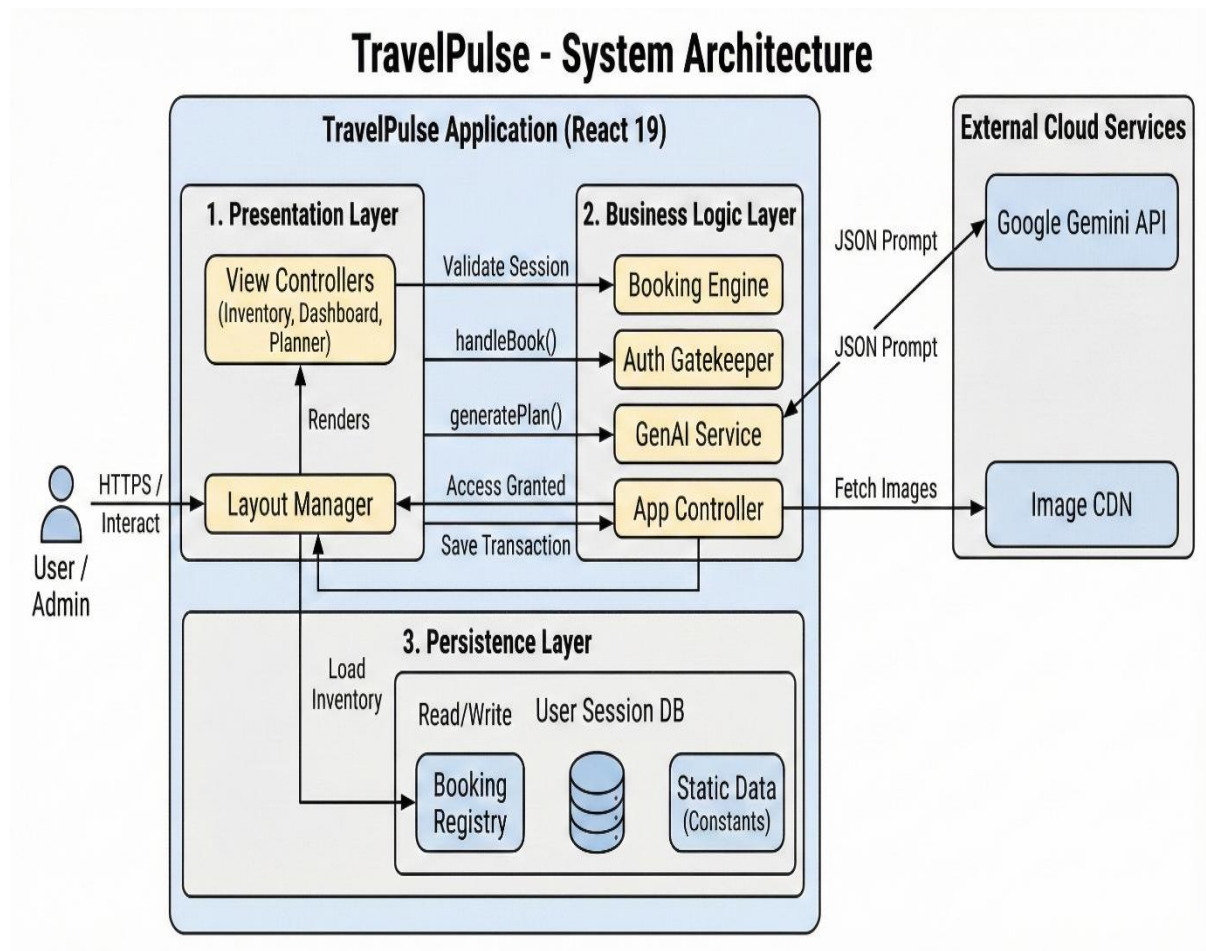 TravelPulse - System Architecture
TravelPulse Application (React 19)
1. Presentation Layer
View Controllers
(Inventory, Dashboard,
Planner)
Renders
Layout Manager
HTTPS /
Interact
User /
Admin
Validate Session
handleBook()
generatePlan()
Access Granted
Save Transaction
2. Business Logic Layer
Booking Engine
Auth Gatekeeper
GenAI Service
App Controller
JSON Prompt
JSON Prompt
Fetch Images
External Cloud Services
Google Gemini API
Image CDN
3. Persistence Layer
Load
Inventory
Read/Write
User Session DB
Booking
Registry
Static Data
(Constants)